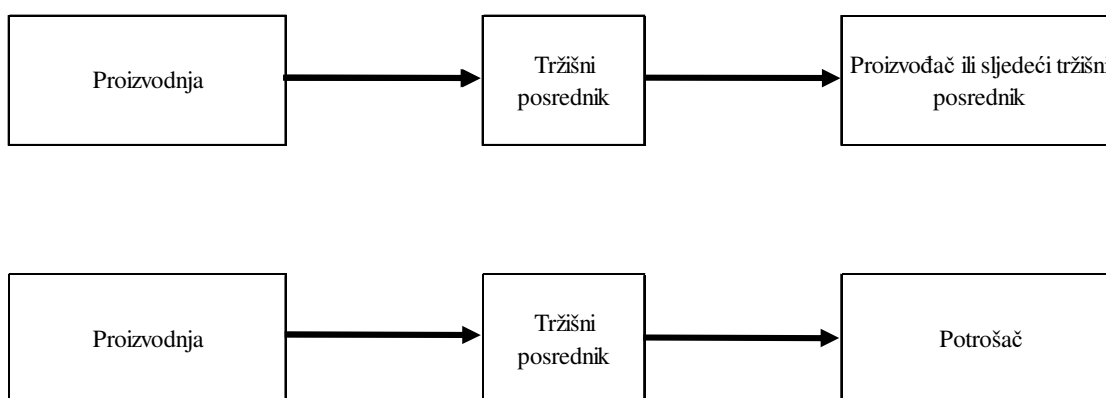 Proizvodnja
Tržišni
posrednik
Proizvođač ili sljedeći tržišni
posrednik
Proizvodnja
Tržišni
posrednik
Potrošač